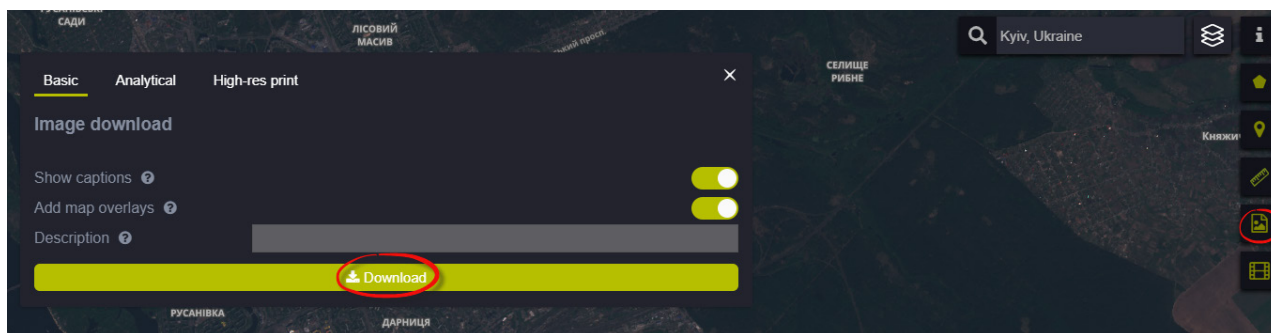 САДИ
ЛІСОВИЙ
МАСИВ
Kyiv, Ukraine
СЕЛИЩЕ
РИБНЕ
Basic Analytical High-res print
Image download
Княжи
Show captions
Add map overlays
Description
Download
РУСАНІВКА
ДАРНИЦЯ